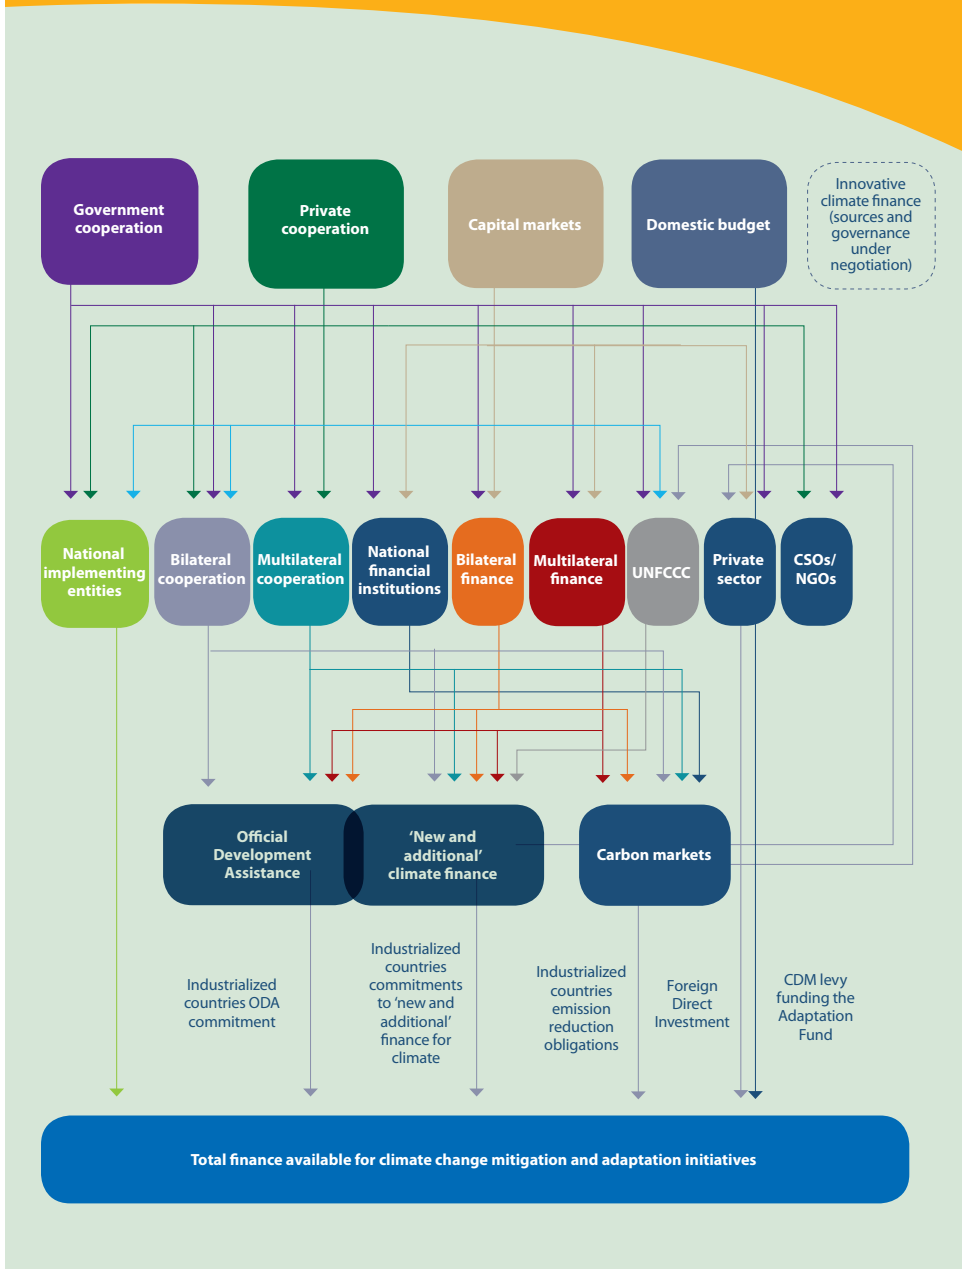 Government
cooperation
Private
cooperation
Capital markets
Domestic budget
Innovative
climate finance
(sources and
governance
under
negotiation)
National
implementing
entities
Bilateral
cooperation
Multilateral
cooperation
National
financial
institutions
Bilateral
finance
Multilateral
finance
UNFCCC
Private
sector
CSOs/
NGOs
Official
Development
Assistance
‘New and
additional’
climate finance
Carbon markets
Industrialized
countries ODA
commitment
Industrialized
countries
commitments
to ‘new and
additional’
finance for
climate
Industrialized
countries
emission
reduction
obligations
Foreign
Direct
Investment
CDM levy
funding the
Adaptation
Fund
Total finance available for climate change mitigation and adaptation initiatives